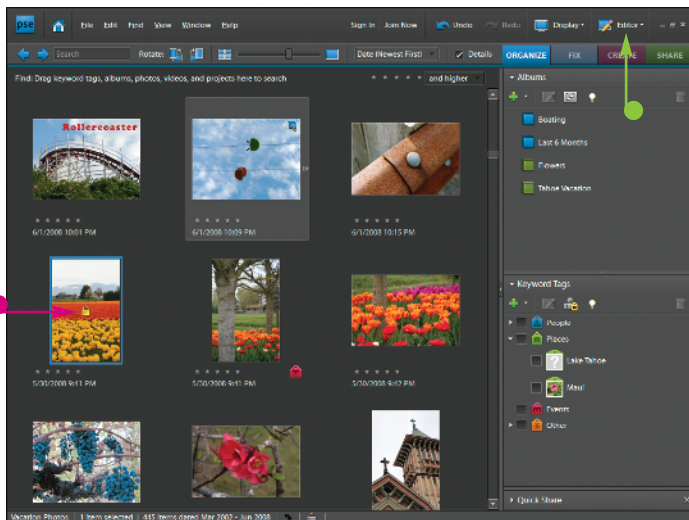 pse File Edit Find View Window Help Sign In Join Now Undo Redo Display Editor
Search Rotate: Date (Newest First) Details ORGANIZE FIX CREATE SHARE
Find: Drag keyword tags, albums, photos, videos, and projects here to search and higher
Albums
Boating
Last 6 Months
Flowers
Tahoe Vacation
Rollercoaster
6/1/2008 10:01 PM 6/1/2008 10:09 PM 6/1/2008 10:15 PM
Keyword Tags
People
Places
Lake Tahoe
Maui
Events
Other
5/30/2008 9:41 PM 5/30/2008 9:41 PM 5/30/2008 9:42 PM
Quick Share
Vacation Photos 1 item selected 445 items dated Mar 2002 - Jun 2008